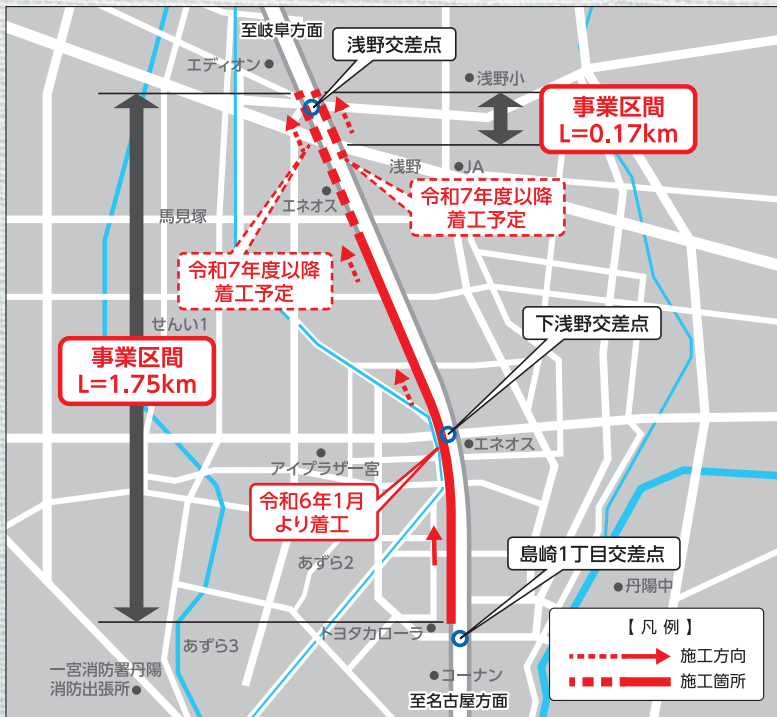 至岐阜方面
浅野交差点
エディオン
浅野小
事業区間
L=0.17km
浅野
JA
令和7年度以降
着工予定
エネオス
馬見塚
令和7年度以降
着工予定
せんい1
下浅野交差点
事業区間
L=1.75km
エネオス
アイプラザ一宮
令和6年1月
より着工
島崎1丁目交差点
あずら2
丹陽中
トヨタカローラ
あずら3
【凡例】
施工方向
施工箇所
一宮消防署丹陽
消防出張所
コーナン
至名古屋方面